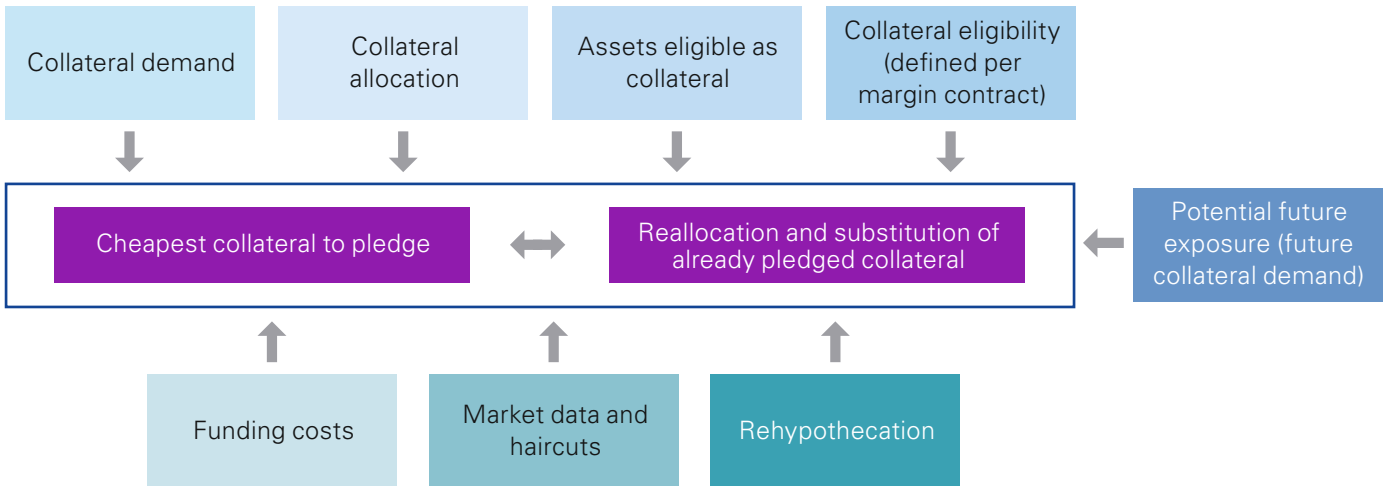 Collateral demand
Collateral
allocation
Assets eligible as
collateral
Collateral eligibility
(defined per
margin contract)
Cheapest collateral to pledge
Reallocation and substitution of
already pledged collateral
Potential future
exposure (future
collateral demand)
Funding costs
Market data and
haircuts
Rehypothecation